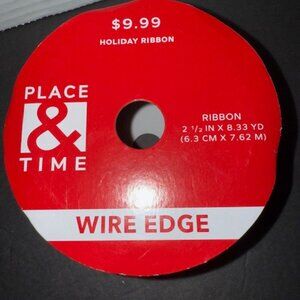 $9.99
HOLIDAY RIBBON
PLACE
&
TIME
RIBBON
2 1/2 IN X 8.33 YD
(6.3 CM X 7.62 M)
WIRE EDGE